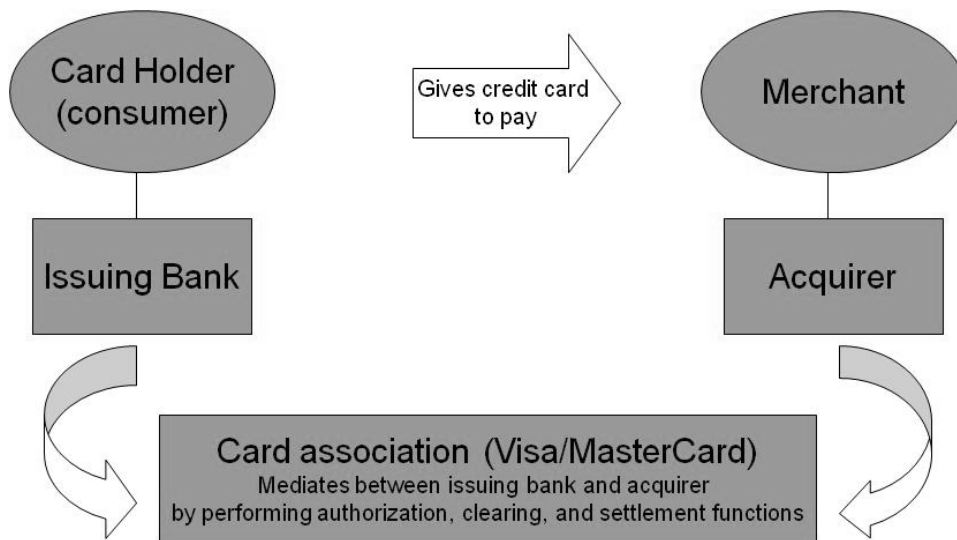 Card Holder
(consumer)
Gives credit card
to pay
Merchant
Issuing Bank
Acquirer
Card association (Visa/MasterCard)
Mediates between issuing bank and acquirer
by performing authorization, clearing, and settlement functions